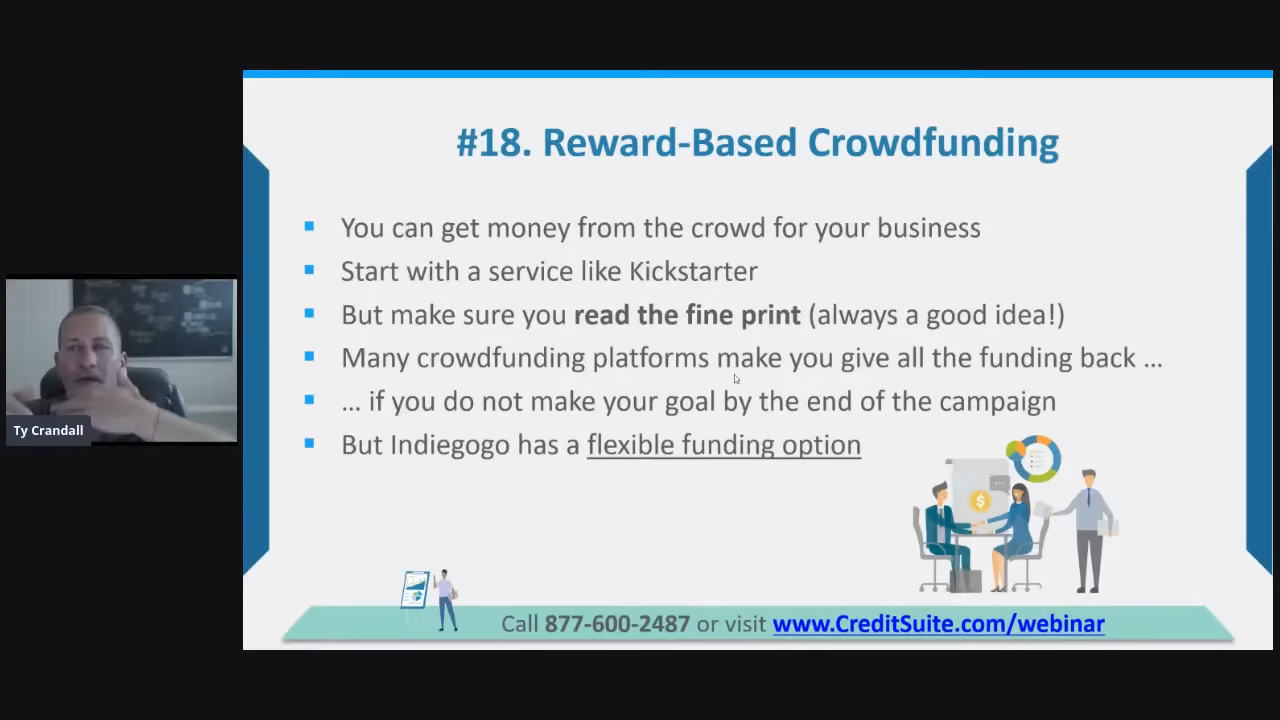 #18. Reward-Based Crowdfunding
You can get money from the crowd for your business
Start with a service like Kickstarter
But make sure you read the fine print (always a good idea!)
Many crowdfunding platforms make you give all the funding back …
… if you do not make your goal by the end of the campaign
But Indiegogo has a flexible funding option
Ty Crandall
Call 877-600-2487 or visit www.CreditSuite.com/webinar